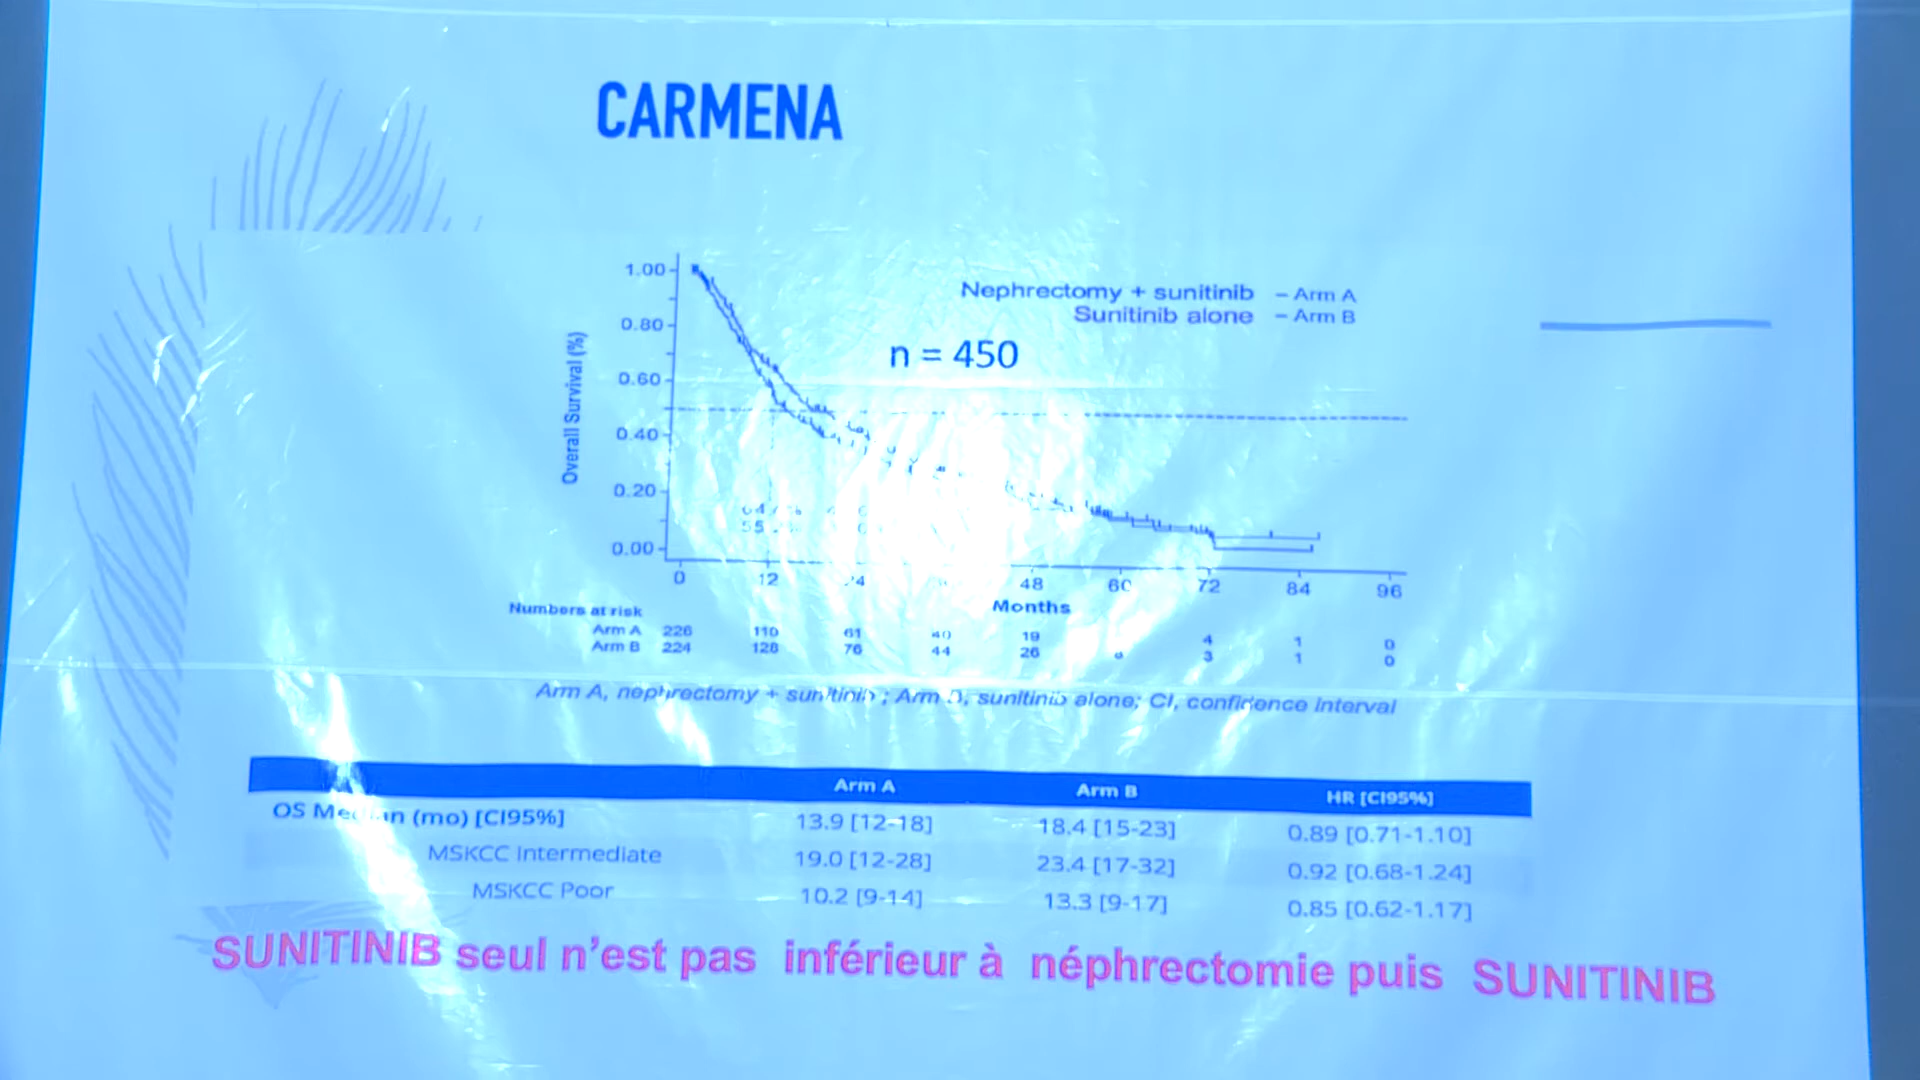 CARMENA
Nephrectomy + sunitinib – Arm A
Sunitinib alone – Arm B
n = 450
Overall Survival (%)
1.00
0.80
0.60
0.40
0.20
0.00
55
0 12 48 72 84 96
Months
Numbers at risk
Arm A 226 110 61 40 19 4 1 0
Arm B 224 128 76 44 26 3 1 0
Arm A, nephrectomy + sunitinib ; Arm sunitinib alone; CI, confidence interval
Arm A Arm B HR [CI95%]
OS (mo) [CI95%] 13.9 [12-18] 18.4 [15-23] 0.89 [0.71-1.10]
MSKCC Intermediate 19.0 [12-28] 23.4 [17-32] 0.92 [0.68-1.24]
MSKCC Poor 10.2 [9-14] 13.3 [9-17] 0.85 [0.62-1.17]
SUNITINIB seul n'est pas inférieur à néphrectomie puis SUNITINIB